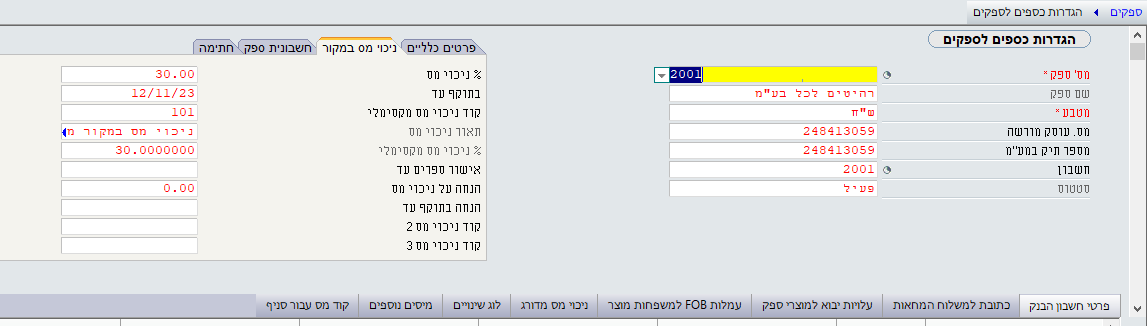 ספקים הגדרות כספים לספקים
הגדרות כספים לספקים
מס' ספק * 2001
שם ספק רהיטים לכל בע"מ
מטבע * ש"ח
מס. עוסק מורשה 248413059
מספר תיק במע"מ 248413059
חשבון 2001
סטטוס פעיל
פרטים כלליים ניכוי מס במקור חשבונית ספק חתימה
% ניכוי מס 30.00
בתוקף עד 12/11/23
קוד ניכוי מס מקסימלי 101
תאור ניכוי מס ניכוי מס במקור מ
% ניכוי מס מקסימלי 30.0000000
אישור ספרים עד
הנחה על ניכוי מס 0.00
הנחה בתוקף עד
קוד ניכוי מס 2
קוד ניכוי מס 3
פרטי חשבון הבנק כתובת למשלוח המחאות עלויות יבוא למוצרי ספק עמלות FOB למשפחות מוצר ניכוי מס מדורג לוג שינויים מיסים נוספים קוד מס עבור סניף